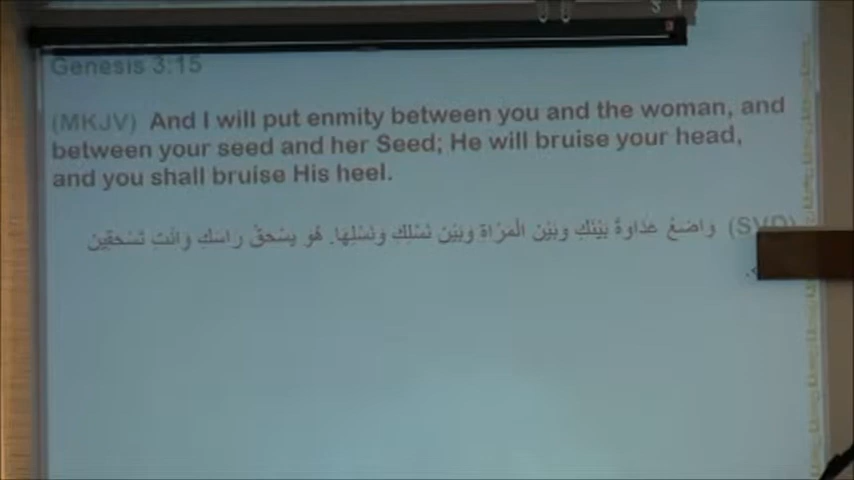 Genesis 3:15
(MKJV) And I will put enmity between you and the woman, and
between your seed and her Seed; He will bruise your head,
and you shall bruise His heel.
(SVD) واضع عداوة بينك وبين المراة وبين نسلك ونسلها. هو يسحق راسك وانت تسحقين